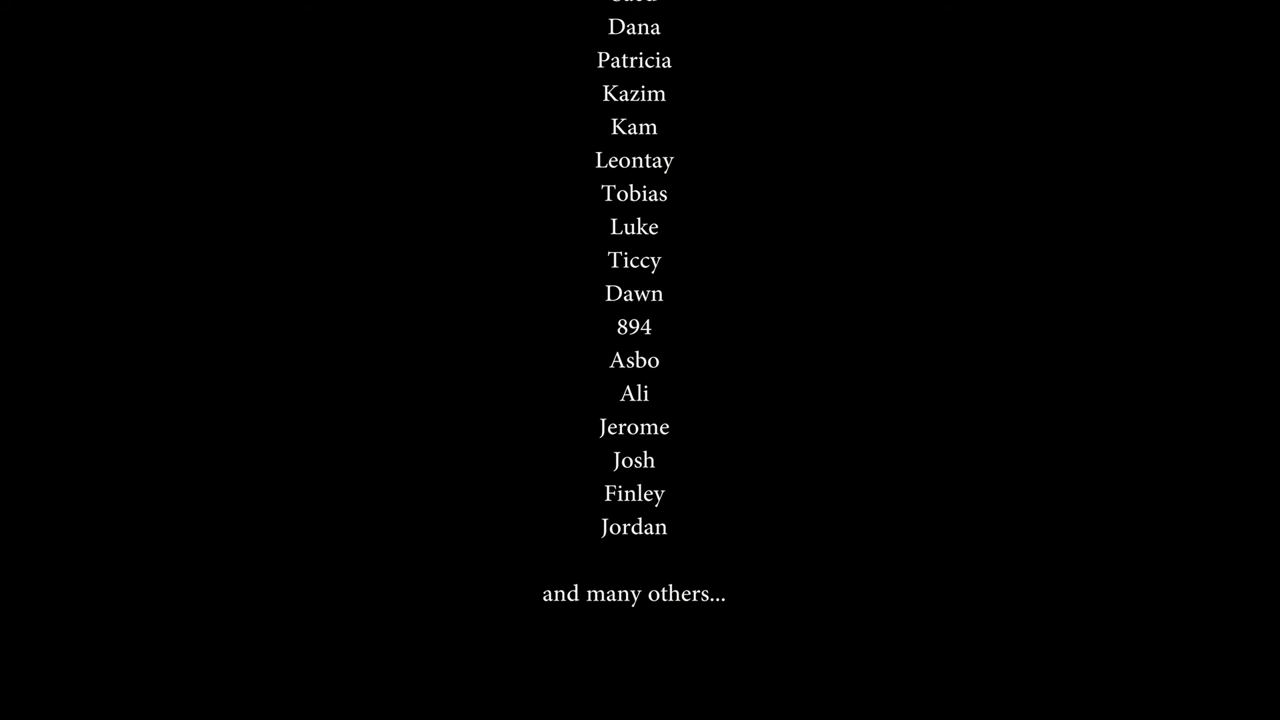 Dana
Patricia
Kazim
Kam
Leontay
Tobias
Luke
Ticcy
Dawn
894
Asbo
Ali
Jerome
Josh
Finley
Jordan
and many others...